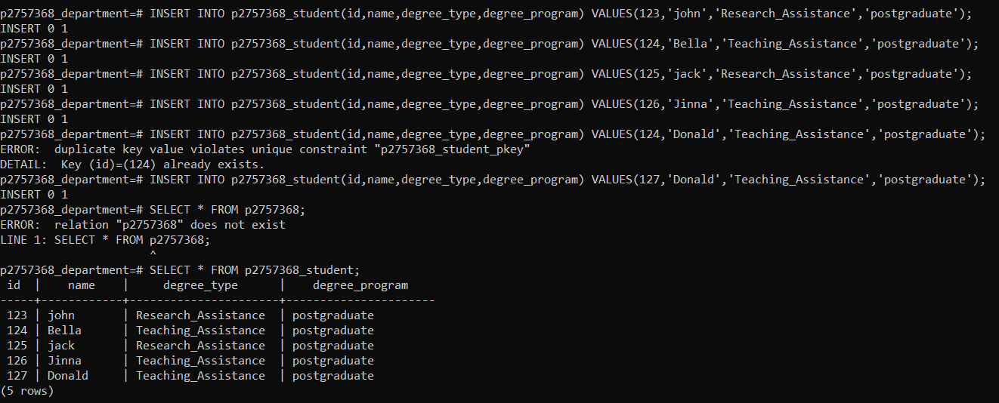 p2757368_department=# INSERT INTO p2757368_student(id,name,degree_type,degree_program) VALUES(123,'john','Research_Assistance','postgraduate');
INSERT 0 1
p2757368_department=# INSERT INTO p2757368_student(id,name,degree_type,degree_program) VALUES(124,'Bella','Teaching_Assistance','postgraduate');
INSERT 0 1
p2757368_department=# INSERT INTO p2757368_student(id,name,degree_type,degree_program) VALUES(125,'jack','Research_Assistance','postgraduate');
INSERT 0 1
p2757368_department=# INSERT INTO p2757368_student(id,name,degree_type,degree_program) VALUES(126,'Jinna','Teaching_Assistance','postgraduate');
INSERT 0 1
p2757368_department=# INSERT INTO p2757368_student(id,name,degree_type,degree_program) VALUES(124,'Donald','Teaching_Assistance','postgraduate');
ERROR:  duplicate key value violates unique constraint "p2757368_student_pkey"
DETAIL:  Key (id)=(124) already exists.
p2757368_department=# INSERT INTO p2757368_student(id,name,degree_type,degree_program) VALUES(127,'Donald','Teaching_Assistance','postgraduate');
INSERT 0 1
p2757368_department=# SELECT * FROM p2757368;
ERROR:  relation "p2757368" does not exist
LINE 1: SELECT * FROM p2757368;
                      ^
p2757368_department=# SELECT * FROM p2757368_student;
 id  |    name    |     degree_type      |    degree_program
-----+------------+----------------------+----------------------
 123 | john       | Research_Assistance  | postgraduate
 124 | Bella      | Teaching_Assistance  | postgraduate
 125 | jack       | Research_Assistance  | postgraduate
 126 | Jinna      | Teaching_Assistance  | postgraduate
 127 | Donald     | Teaching_Assistance  | postgraduate
(5 rows)